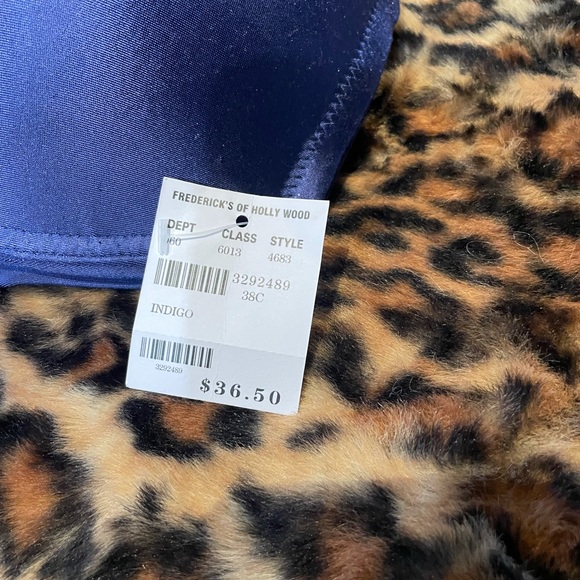 FREDERICK'S OF HOLLY WOOD
DEPT CLASS STYLE
60 6013 4683
3292489
38C
INDIGO
3292489
$36.50